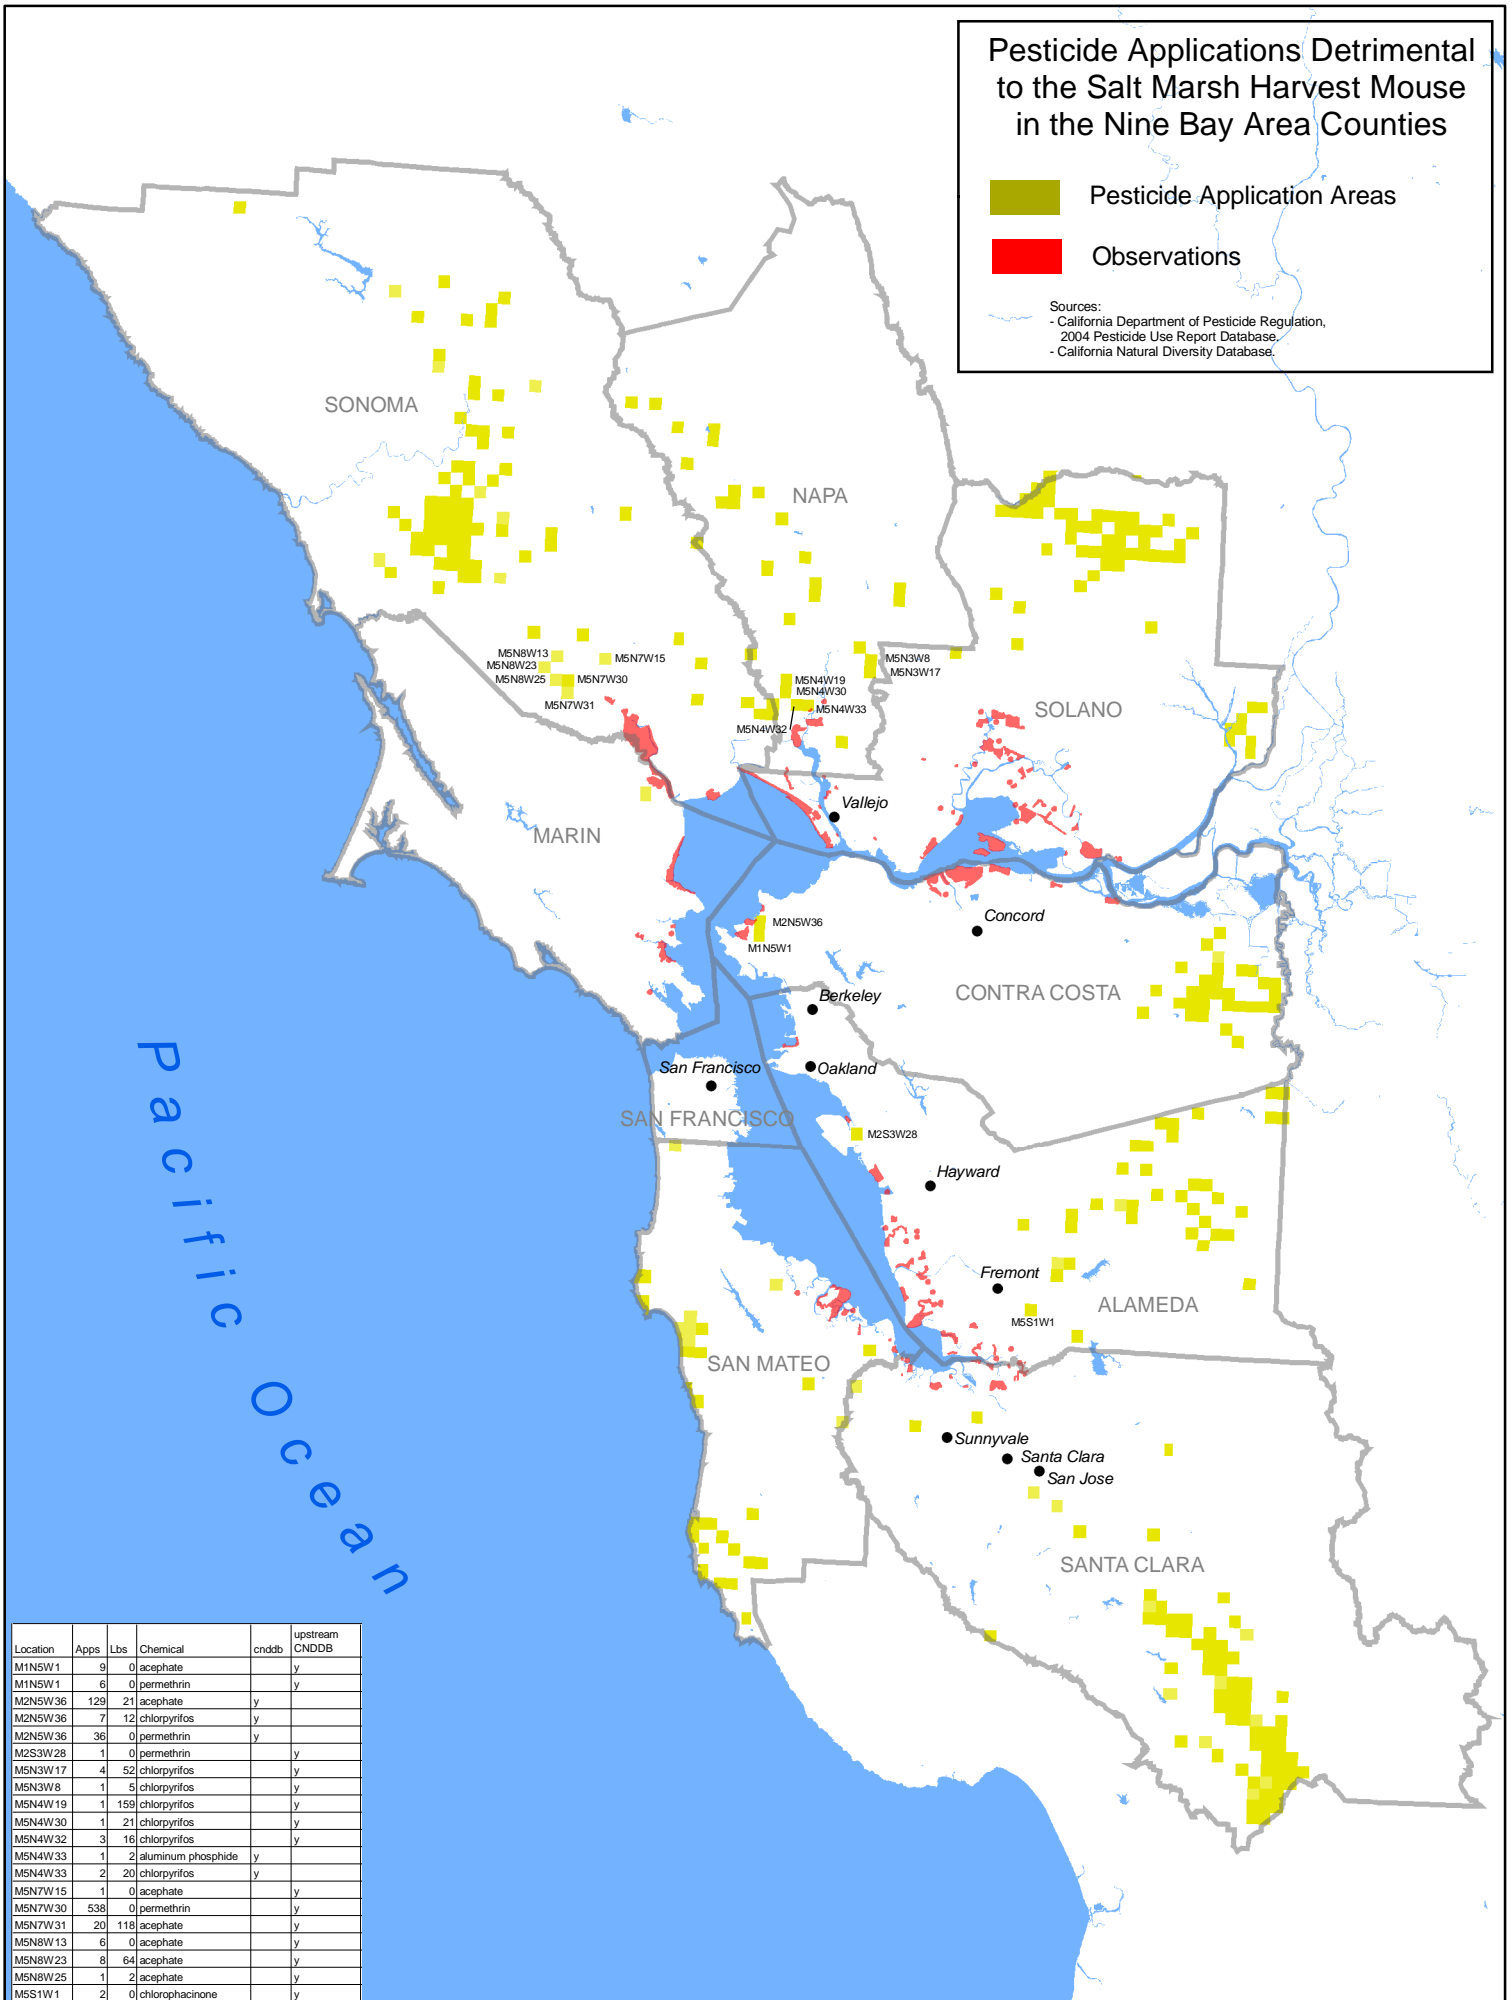 Pesticide Applications Detrimental
to the Salt Marsh Harvest Mouse
in the Nine Bay Area Counties
Pesticide Application Areas
Observations
Sources:
- California Department of Pesticide Regulation,
2004 Pesticide Use Report Database.
- California Natural Diversity Database.
SONOMA
NAPA
M5N8W13
M5N7W15
M5N8W23
M5N8W25
M5N7W30
M5N7W31
M5N3W8
M5N3W17
M5N4W19
M5N4W30
M5N4W33
M5N4W32
SOLANO
Vallejo
MARIN
Concord
M2N5W36
M1N5W1
CONTRA COSTA
Berkeley
San Francisco
Oakland
SAN FRANCISCO
M2S3W28
Hayward
Fremont
M5S1W1
ALAMEDA
SAN MATEO
Pacific Ocean
Sunnyvale
Santa Clara
San Jose
SANTA CLARA
Location Apps Lbs Chemical cnddb upstream CNDDB
M1N5W1 9 0 acephate y
M1N5W1 6 0 permethrin y
M2N5W36 129 21 acephate y
M2N5W36 7 12 chlorpyrifos y
M2N5W36 36 0 permethrin y
M2S3W28 1 0 permethrin y
M5N3W17 4 52 chlorpyrifos y
M5N3W8 1 5 chlorpyrifos y
M5N4W19 1 159 chlorpyrifos y
M5N4W30 1 21 chlorpyrifos y
M5N4W32 3 16 chlorpyrifos y
M5N4W33 1 2 aluminum phosphide y
M5N4W33 2 20 chlorpyrifos y
M5N7W15 1 0 acephate y
M5N7W30 538 0 permethrin y
M5N7W31 20 118 acephate y
M5N8W13 6 0 acephate y
M5N8W23 8 64 acephate y
M5N8W25 1 2 acephate y
M5S1W1 2 0 chlorophacinone y